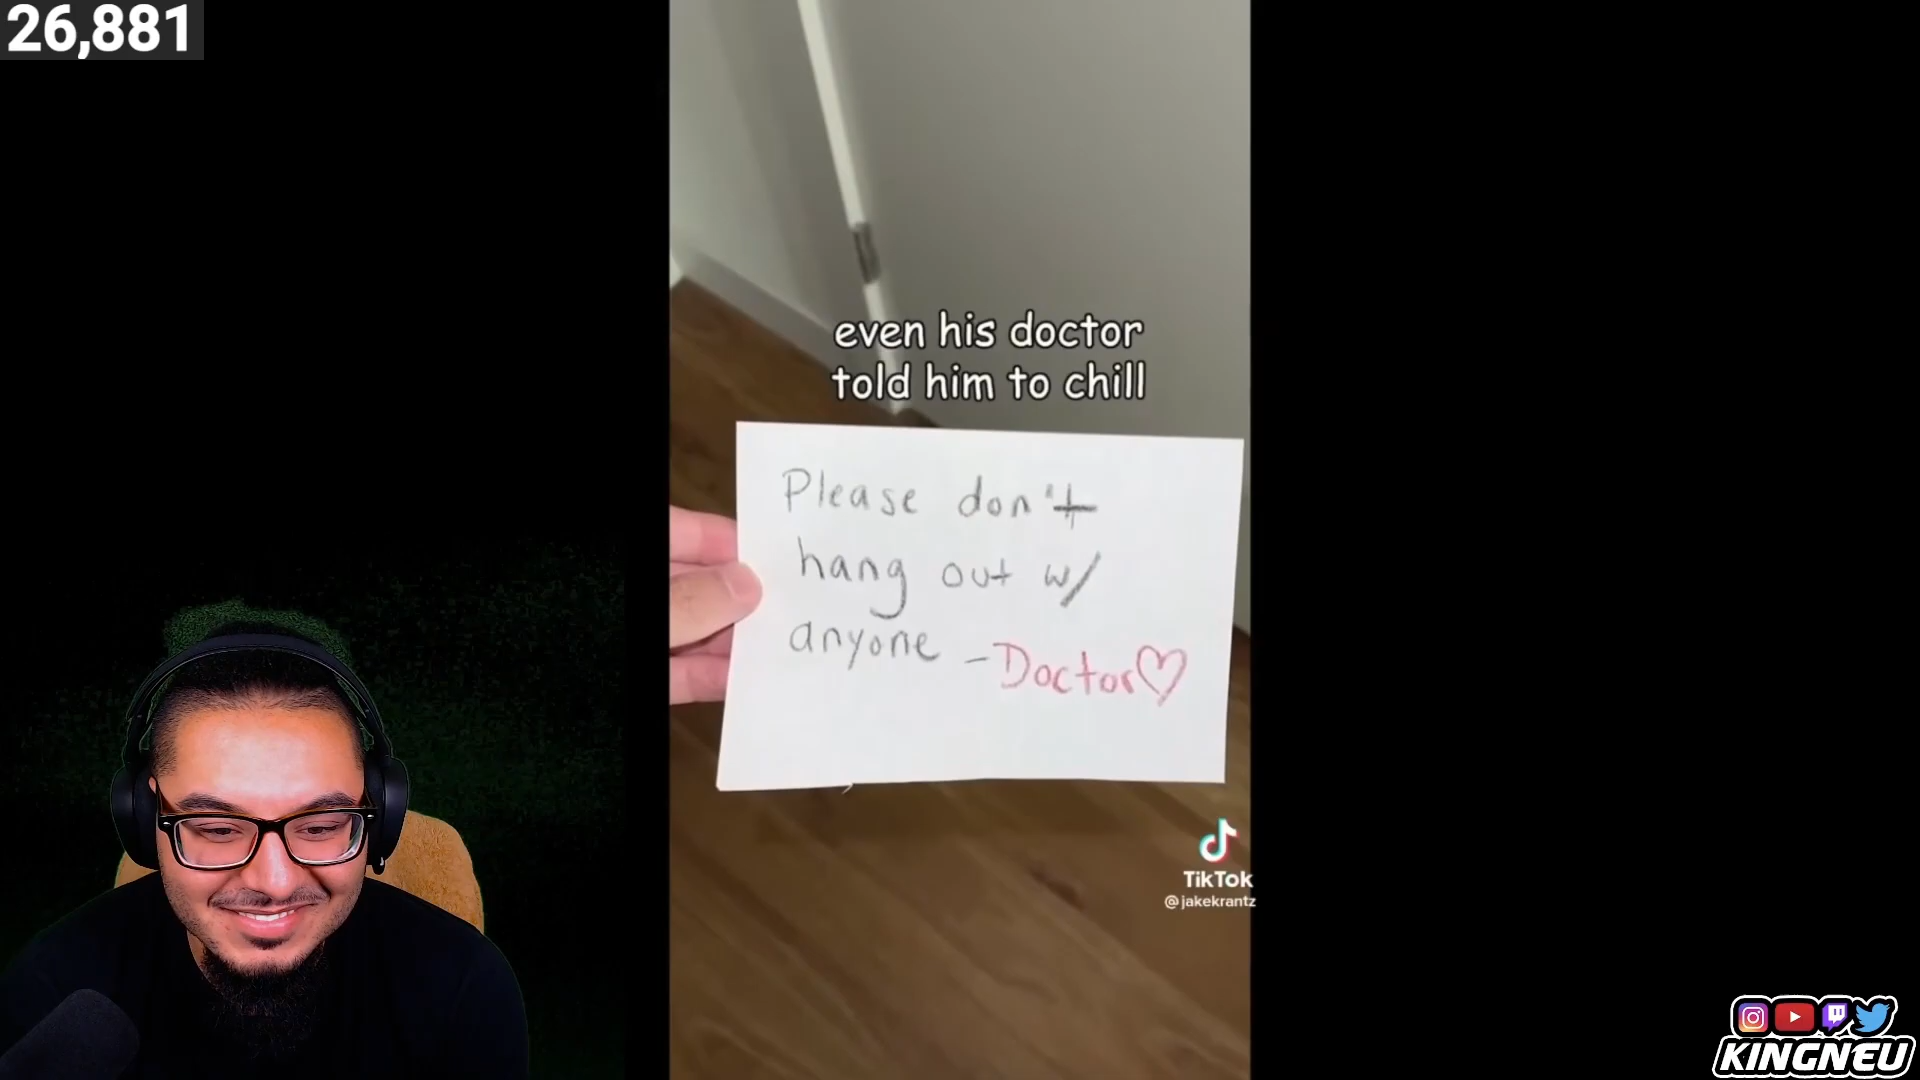 26,881
even his doctor
told him to chill
Please don't
hang out w/
anyone -Doctor♡
TikTok
@jakekrantz
KINGNEU